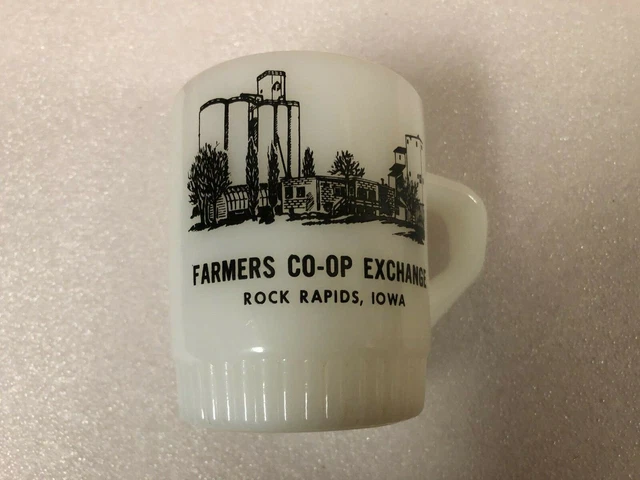 FARMERS CO-OP EXCHANGE
ROCK RAPIDS, IOWA